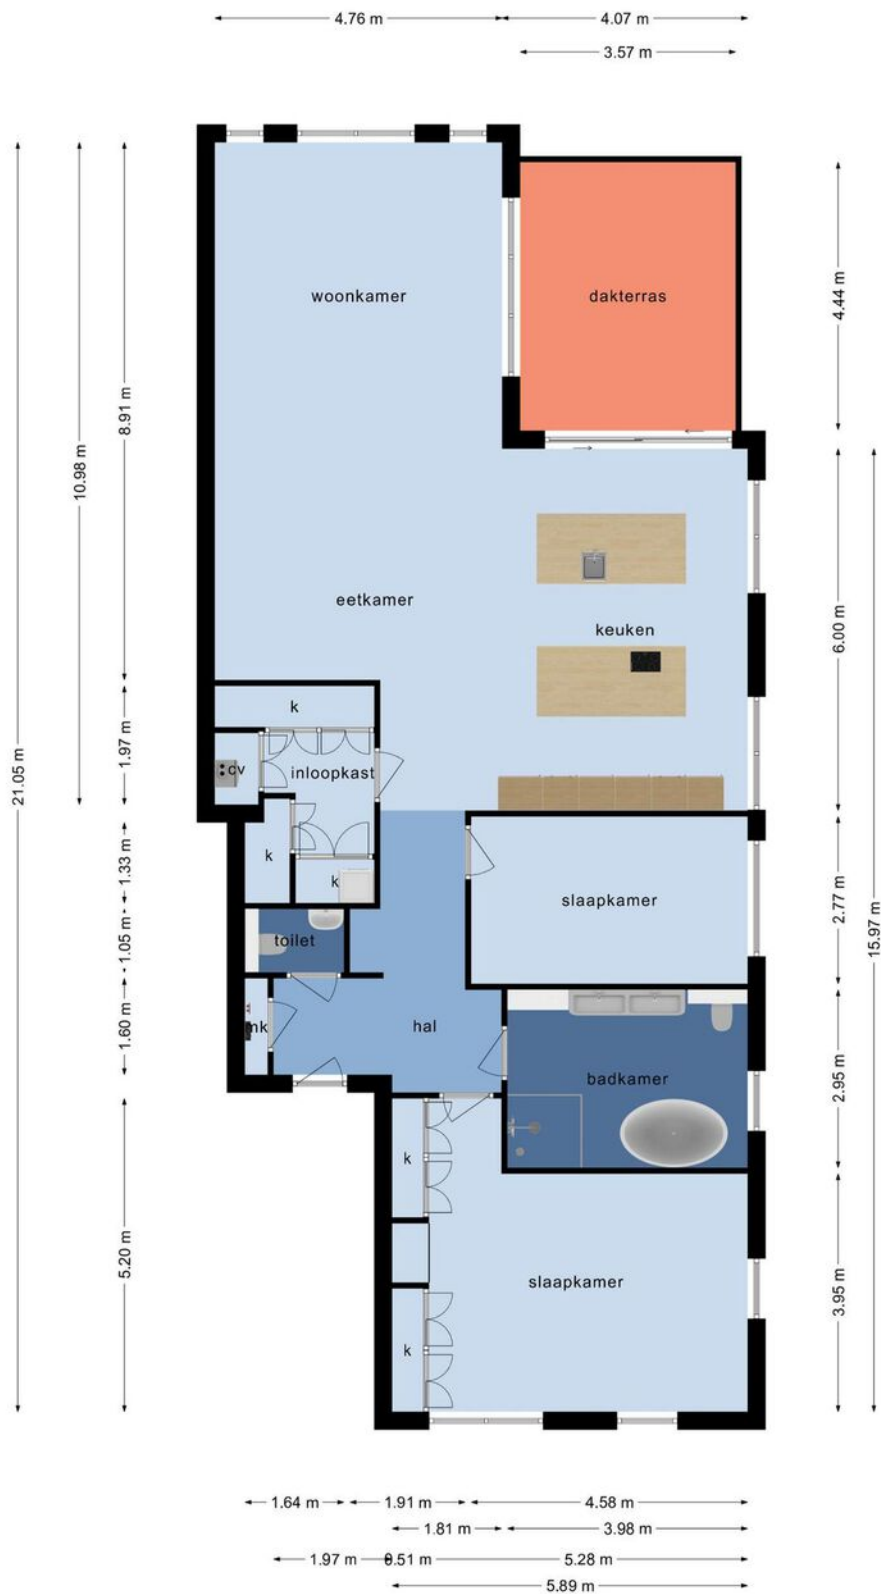 4.76 m
4.07 m
3.57 m
woonkamer
dakterras
4.44 m
8.91 m
10.98 m
21.05 m
eetkamer
keuken
6.00 m
k
cv
inloopkast
1.97 m
k
k
1.33 m
slaapkamer
2.77 m
15.97 m
toilet
1.05 m
mk
hal
1.60 m
badkamer
2.95 m
k
5.20 m
slaapkamer
3.95 m
k
1.64 m
1.91 m
4.58 m
1.81 m
3.98 m
1.97 m
0.51 m
5.28 m
5.89 m